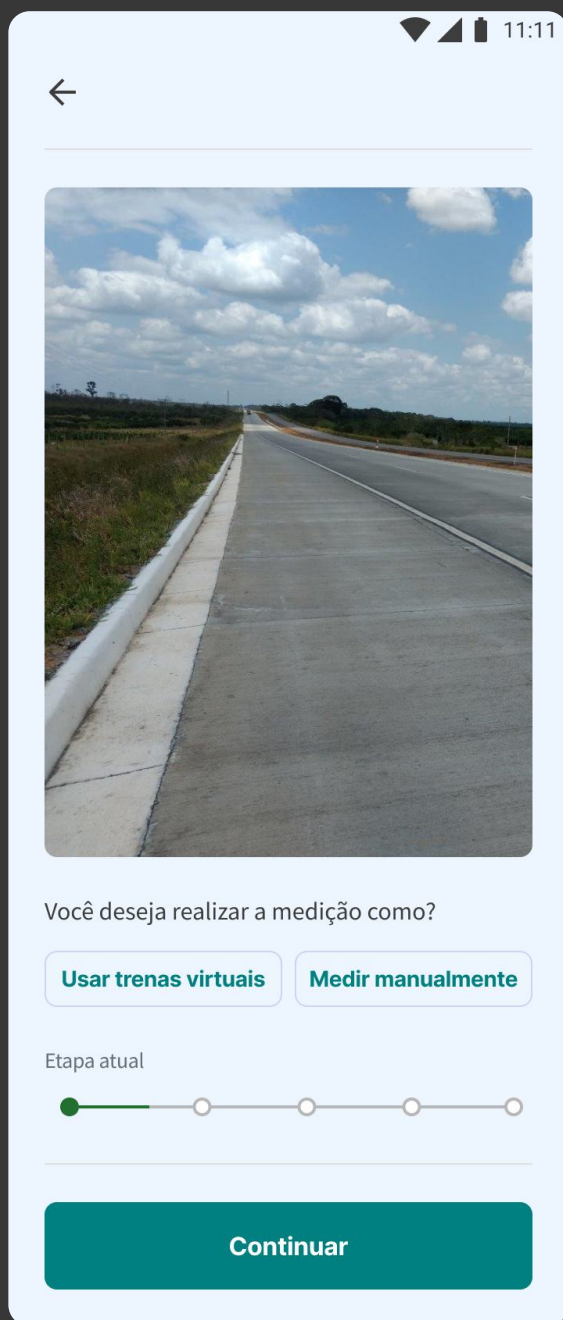 11:11
Você deseja realizar a medição como?
Usar trenas virtuais
Medir manualmente
Etapa atual
Continuar